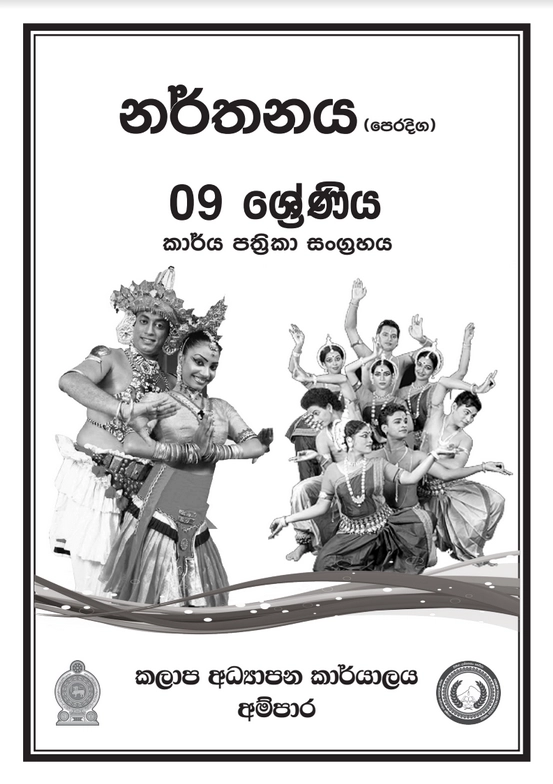 නර්තනය (පෙරදිග)
09 ශ්‍රේණිය
කාර්ය පත්‍රිකා සංග්‍රහය
කලාප අධ්‍යාපන කාර්යාලය
අම්පාර